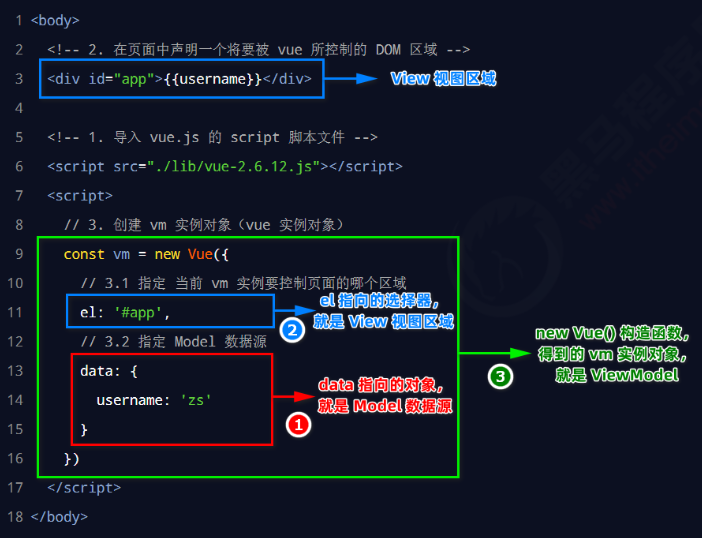 1 <body>
2 <!-- 2. 在页面中声明一个将要被 vue 所控制的 DOM 区域 -->
3 <div id="app">{{username}}</div>
View 视图区域
4
5 <!-- 1. 导入 vue.js 的 script 脚本文件 -->
6 <script src="./lib/vue-2.6.12.js"></script>
7 <script>
8 // 3. 创建 vm 实例对象（vue 实例对象）
9 const vm = new Vue({
10 // 3.1 指定 当前 vm 实例要控制页面的哪个区域
11 el: '#app',
12 // 3.2 指定 Model 数据源
13 data: {
14 username: 'zs'
15 }
16 })
17 </script>
18 </body>
2
el 指向的选择器，
就是 View 视图区域
1
data 指向的对象，
就是 Model 数据源
3
new Vue() 构造函数，
得到的 vm 实例对象，
就是 ViewModel
黑马程序